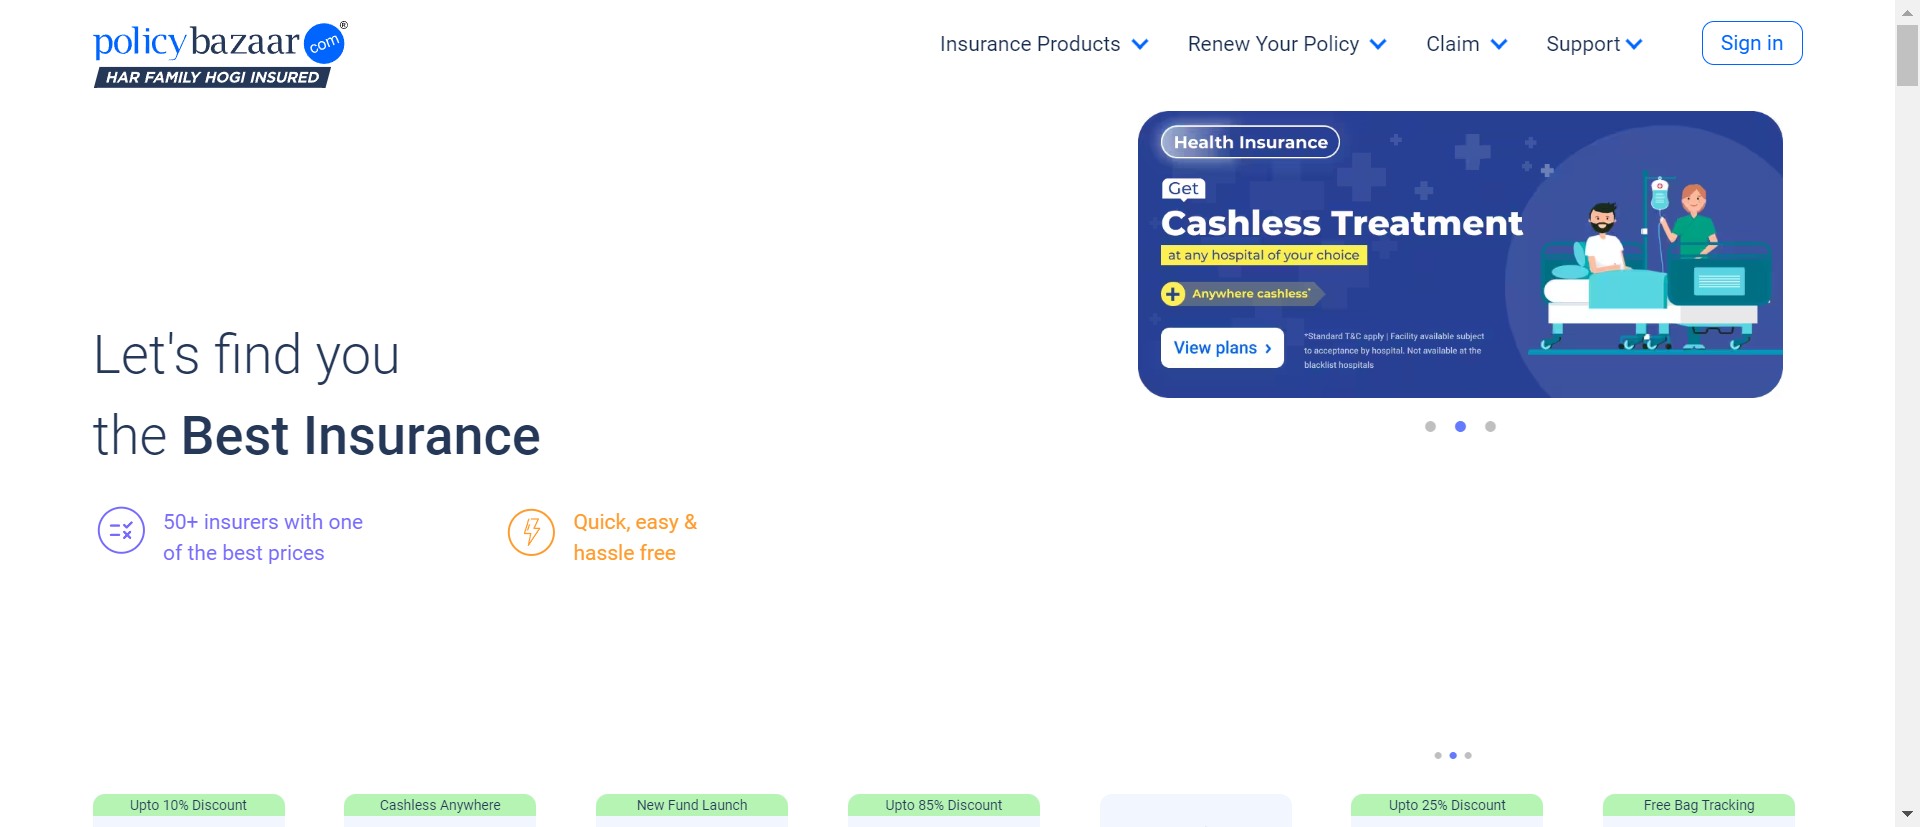 policybazaar com ®
HAR FAMILY HOGI INSURED
Insurance Products
Renew Your Policy
Claim
Support
Sign in
Health Insurance
Get
Cashless Treatment
at any hospital of your choice
Anywhere cashless*
View plans ›
*Standard T&C apply | Facility available subject
to acceptance by hospital. Not available at the
blacklist hospitals
Let's find you
the Best Insurance
50+ insurers with one
of the best prices
Quick, easy &
hassle free
Upto 10% Discount
Cashless Anywhere
New Fund Launch
Upto 85% Discount
Upto 25% Discount
Free Bag Tracking